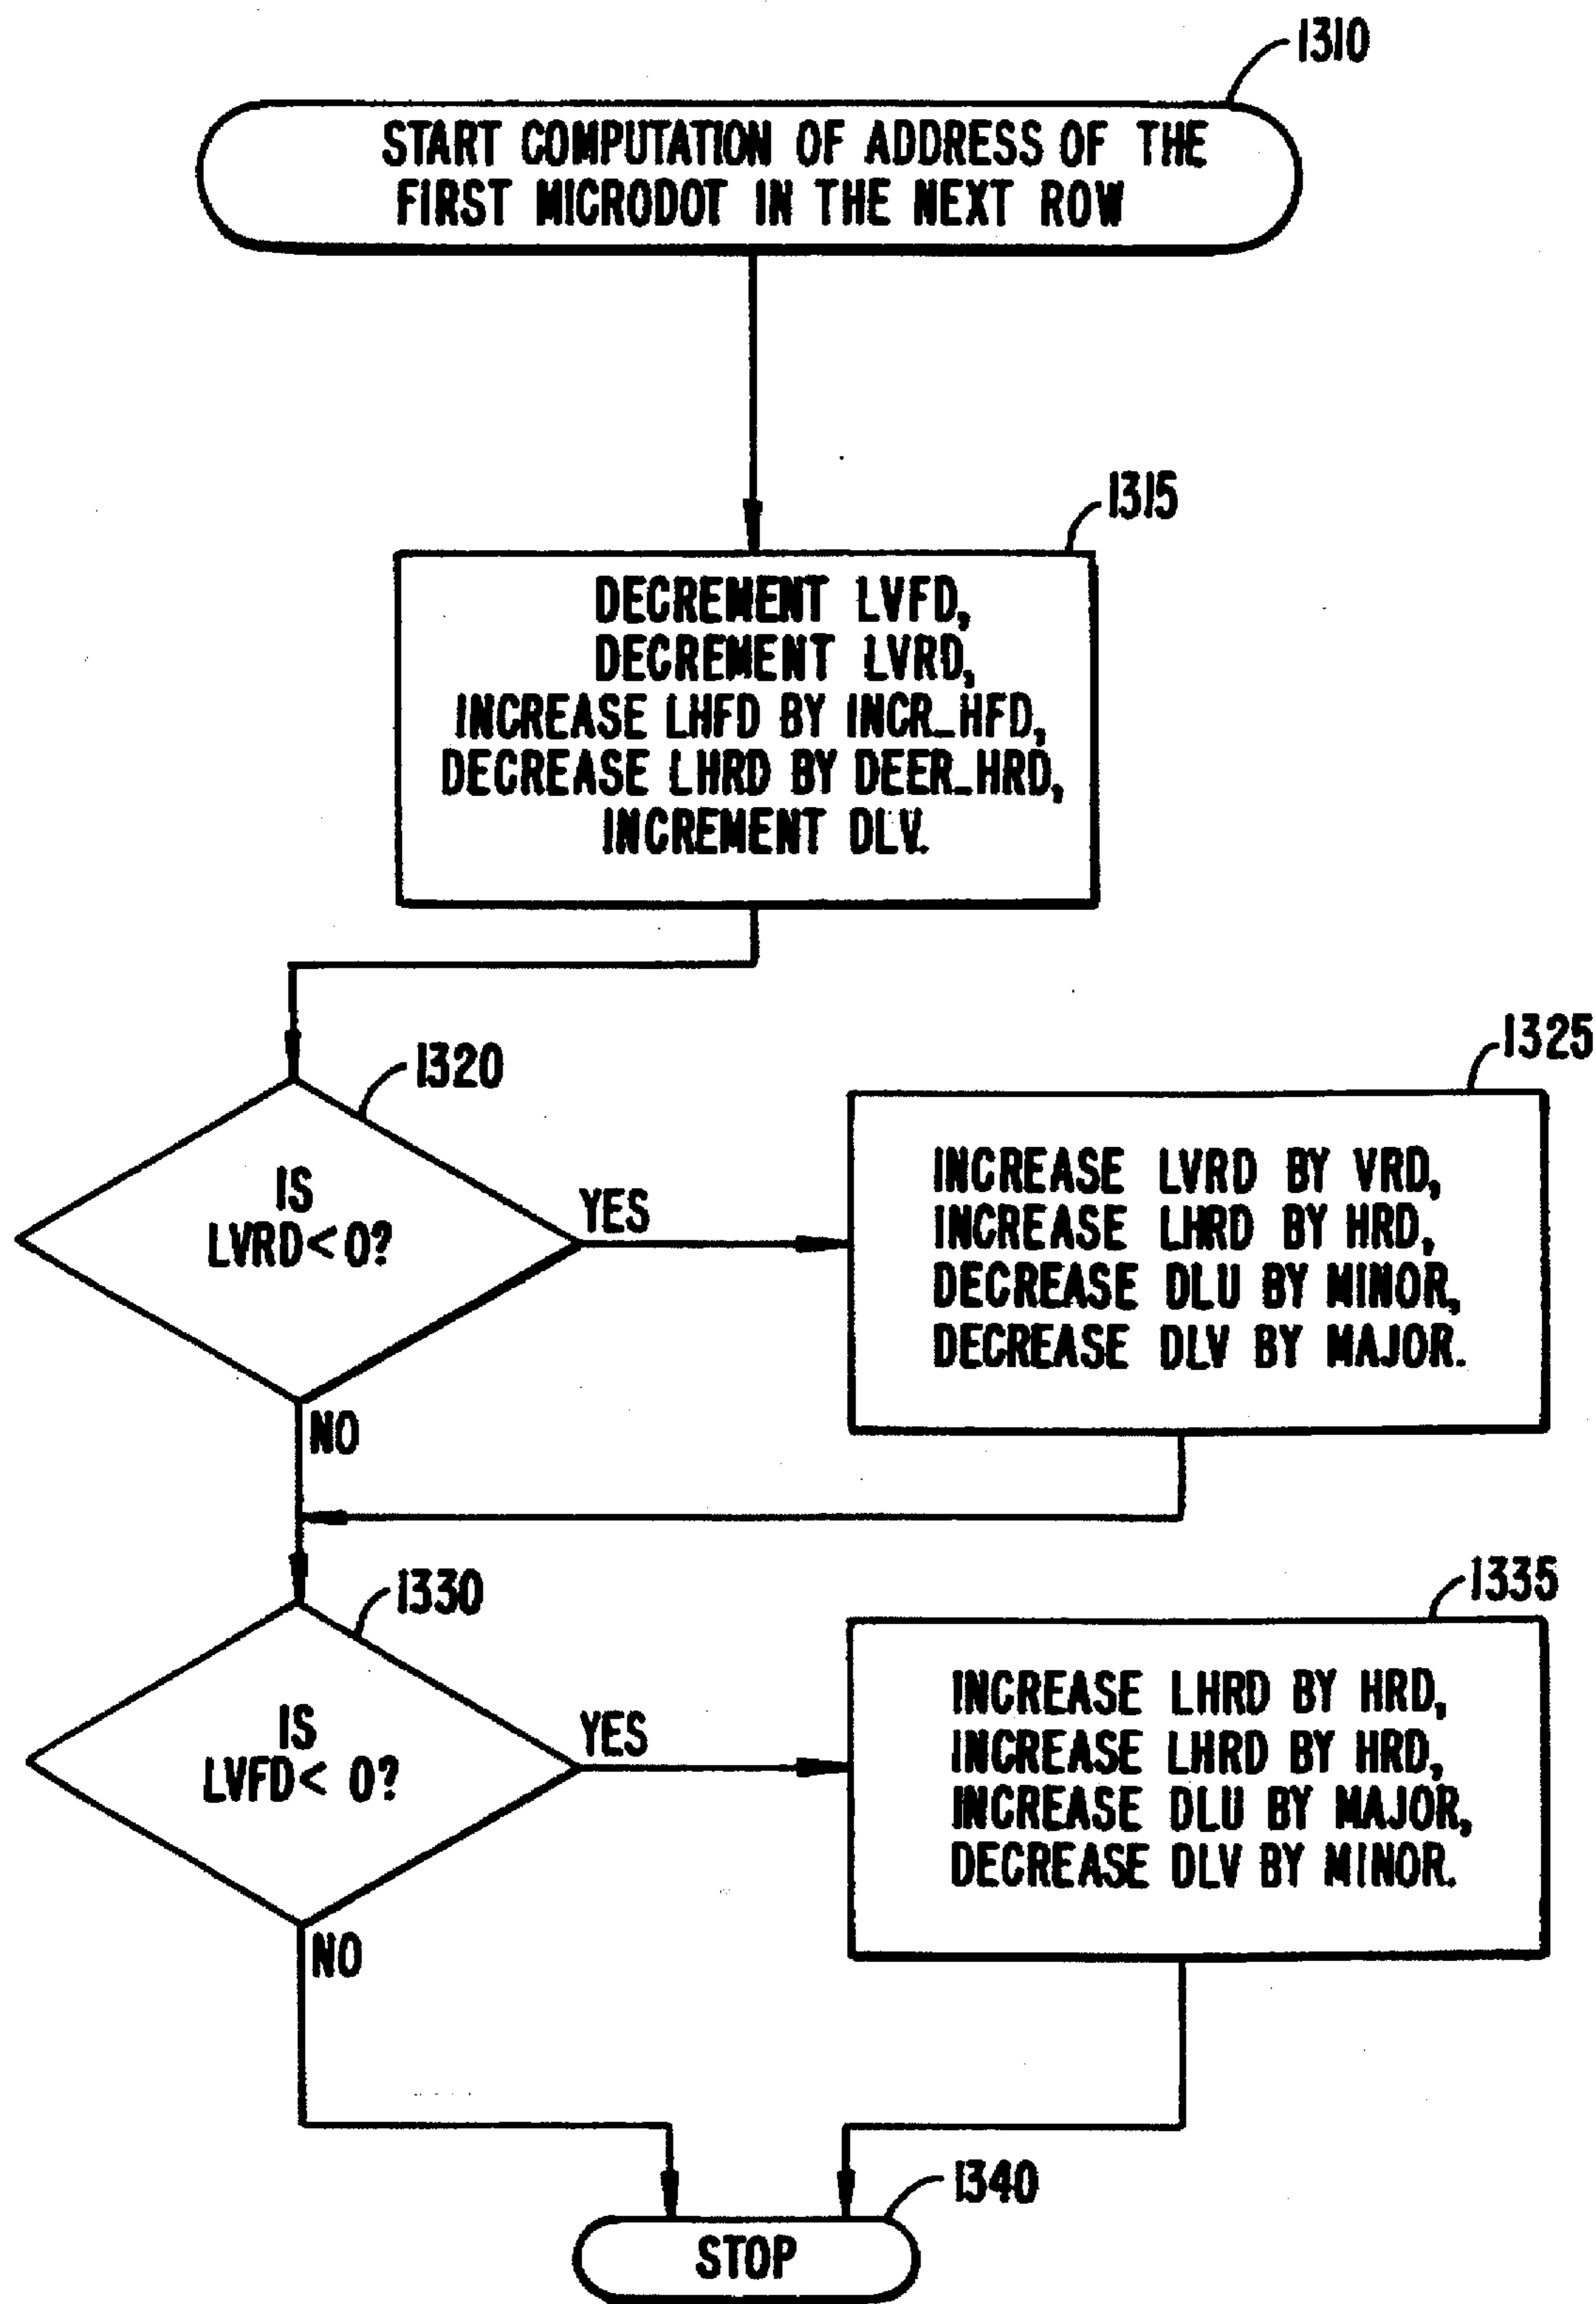 1310
START COMPUTATION OF ADDRESS OF THE
FIRST MICRODOT IN THE NEXT ROW
1315
DECREMENT LVFD,
DECREMENT LVRD,
INCREASE LHFD BY INCR_HFD,
DECREASE LHRD BY DEER_HRD,
INCREMENT DLV.
1320
IS
LVRD<0?
YES
NO
1325
INCREASE LVRD BY VRD,
INCREASE LHRD BY HRD,
DECREASE DLU BY MINOR,
DECREASE DLV BY MAJOR.
1330
IS
LVFD< 0?
YES
NO
1335
INCREASE LHRD BY HRD,
INCREASE LHRD BY HRD,
INCREASE DLU BY MAJOR,
DECREASE DLV BY MINOR.
1340
STOP